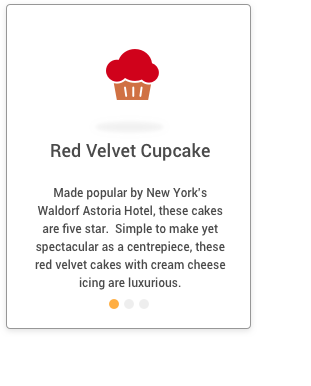 Red Velvet Cupcake
Made popular by New York's
Waldorf Astoria Hotel, these cakes
are five star.  Simple to make yet
spectacular as a centrepiece, these
red velvet cakes with cream cheese
icing are luxurious.